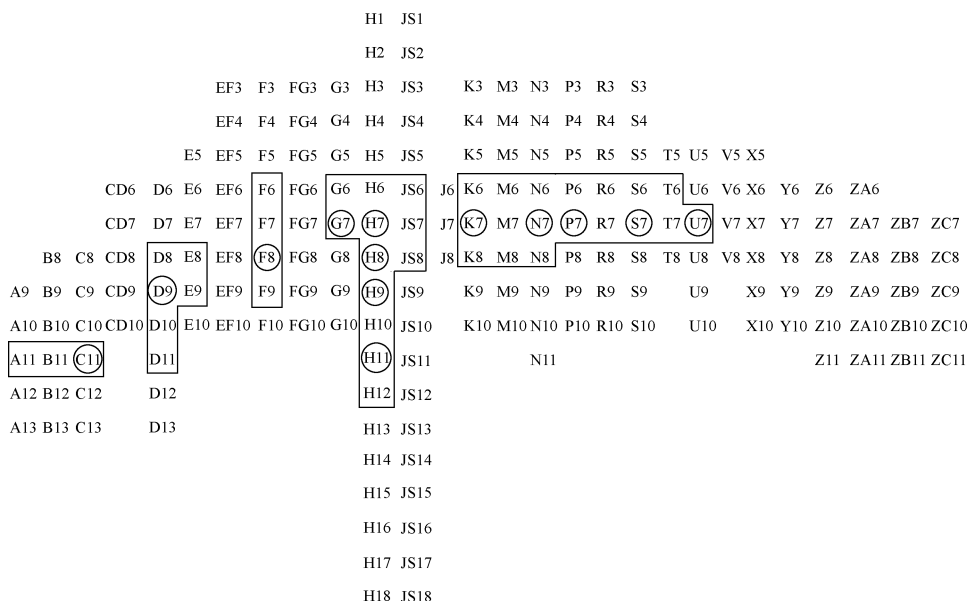 H1 JS1
H2 JS2
EF3 F3 FG3 G3 H3 JS3 K3 M3 N3 P3 R3 S3
EF4 F4 FG4 G4 H4 JS4 K4 M4 N4 P4 R4 S4
E5 EF5 F5 FG5 G5 H5 JS5 K5 M5 N5 P5 R5 S5 T5 U5 V5 X5
CD6 D6 E6 EF6 F6 FG6 G6 H6 JS6 J6 K6 M6 N6 P6 R6 S6 T6 U6 V6 X6 Y6 Z6 ZA6
CD7 D7 E7 EF7 F7 FG7 G7 H7 JS7 J7 K7 M7 N7 P7 R7 S7 T7 U7 V7 X7 Y7 Z7 ZA7 ZB7 ZC7
B8 C8 CD8 D8 E8 EF8 F8 FG8 G8 H8 JS8 J8 K8 M8 N8 P8 R8 S8 T8 U8 V8 X8 Y8 Z8 ZA8 ZB8 ZC8
A9 B9 C9 CD9 D9 E9 EF9 F9 FG9 G9 H9 JS9 K9 M9 N9 P9 R9 S9 U9 X9 Y9 Z9 ZA9 ZB9 ZC9
A10 B10 C10 CD10 D10 E10 EF10 F10 FG10 G10 H10 JS10 K10 M10 N10 P10 R10 S10 U10 X10 Y10 Z10 ZA10 ZB10 ZC10
A11 B11 C11 D11 H11 JS11 N11 Z11 ZA11 ZB11 ZC11
A12 B12 C12 D12 H12 JS12
A13 B13 C13 D13 H13 JS13
H14 JS14
H15 JS15
H16 JS16
H17 JS17
H18 JS18